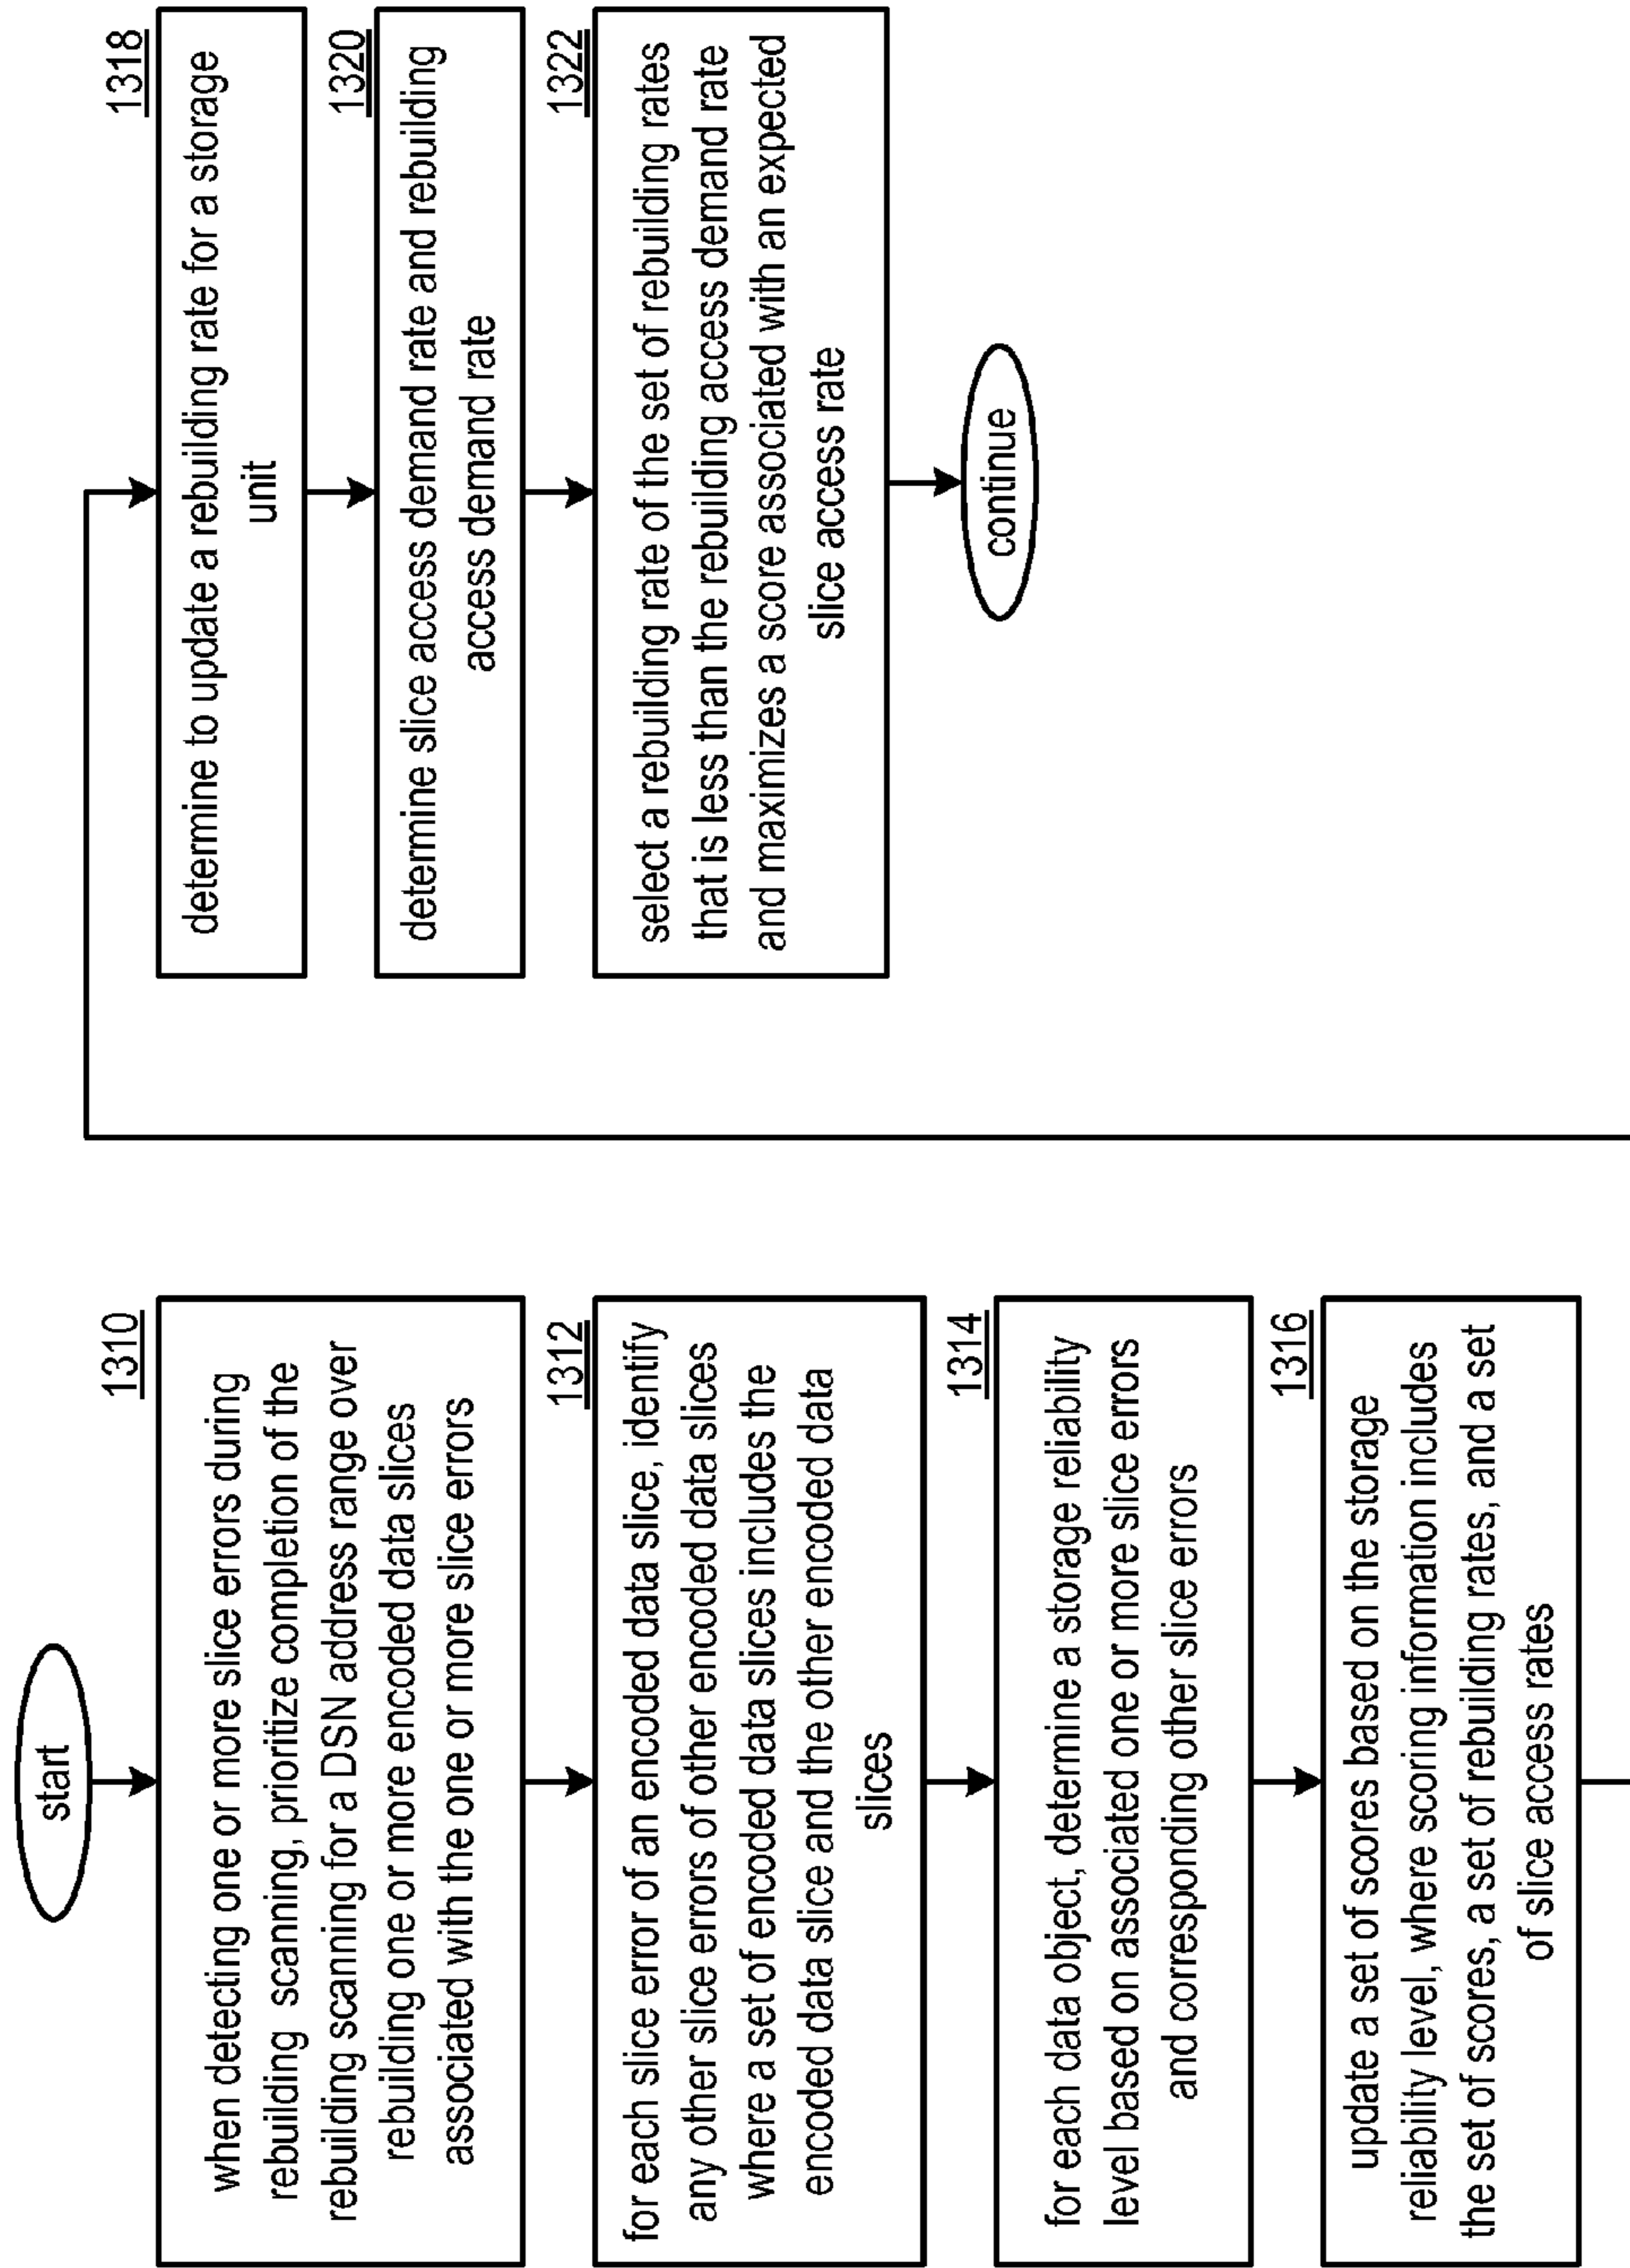 start
1310
when detecting one or more slice errors during
rebuilding scanning, prioritize completion of the
rebuilding scanning for a DSN address range over
rebuilding one or more encoded data slices
associated with the one or more slice errors
1312
for each slice error of an encoded data slice, identify
any other slice errors of other encoded data slices
where a set of encoded data slices includes the
encoded data slice and the other encoded data
slices
1314
for each data object, determine a storage reliability
level based on associated one or more slice errors
and corresponding other slice errors
1316
update a set of scores based on the storage
reliability level, where scoring information includes
the set of scores, a set of rebuilding rates, and a set
of slice access rates
1318
determine to update a rebuilding rate for a storage
unit
1320
determine slice access demand rate and rebuilding
access demand rate
1322
select a rebuilding rate of the set of rebuilding rates
that is less than the rebuilding access demand rate
and maximizes a score associated with an expected
slice access rate
continue